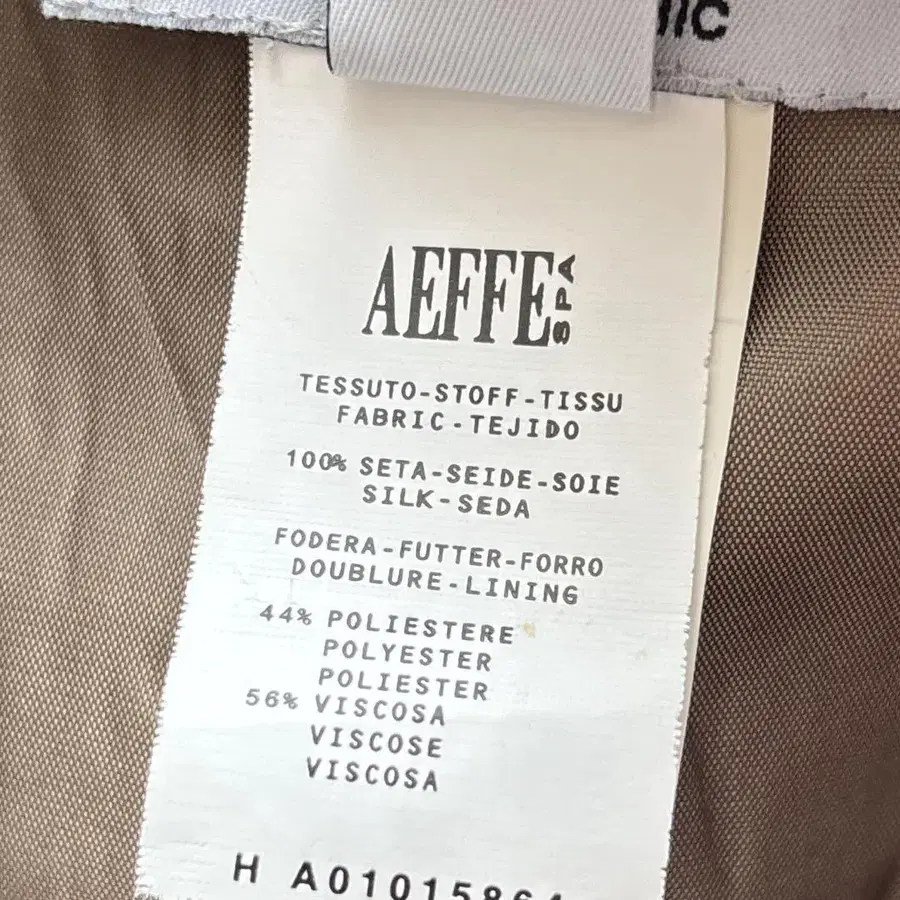 AEFFE SPA
TESSUTO-STOFF-TISSU
FABRIC-TEJIDO
100% SETA-SEIDE-SOIE
SILK-SEDA
FODERA-FUTTER-FORRO
DOUBLURE-LINING
44% POLIESTERE
POLYESTER
POLIESTER
56% VISCOSA
VISCOSE
VISCOSA
H A01015864